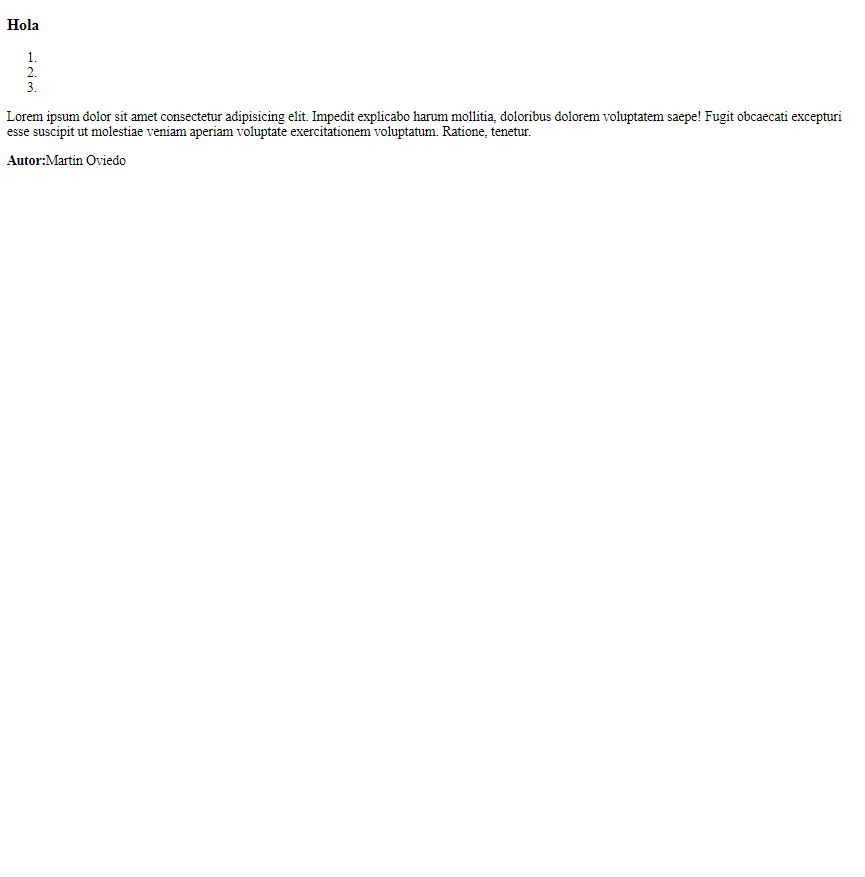 Hola
1.
2.
3.
Lorem ipsum dolor sit amet consectetur adipisicing elit. Impedit explicabo harum mollitia, doloribus dolorem voluptatem saepe! Fugit obcaecati excepturi
esse suscipit ut molestiae veniam aperiam voluptate exercitationem voluptatum. Ratione, tenetur.
Autor:Martin Oviedo